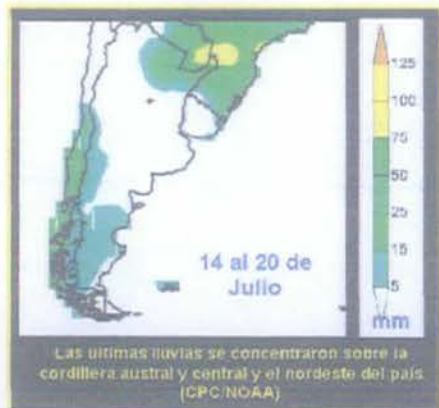 125
100
75
50
25
15
5
mm
14 al 20 de
Julio
Las últimas lluvias se concentraron sobre la
cordillera austral y central y el nordeste del país
(CPC/NOAA)